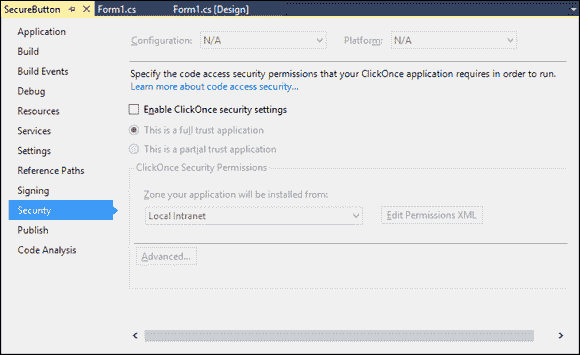 SecureButton Form1.cs Form1.cs [Design]
Application
Build
Build Events
Debug
Resources
Services
Settings
Reference Paths
Signing
Security
Publish
Code Analysis
Configuration: N/A Platform: N/A
Specify the code access security permissions that your ClickOnce application requires in order to run.
Learn more about code access security...
Enable ClickOnce security settings
This is a full trust application
This is a partial trust application
ClickOnce Security Permissions
Zone your application will be installed from:
Local Intranet Edit Permissions XML
Advanced...